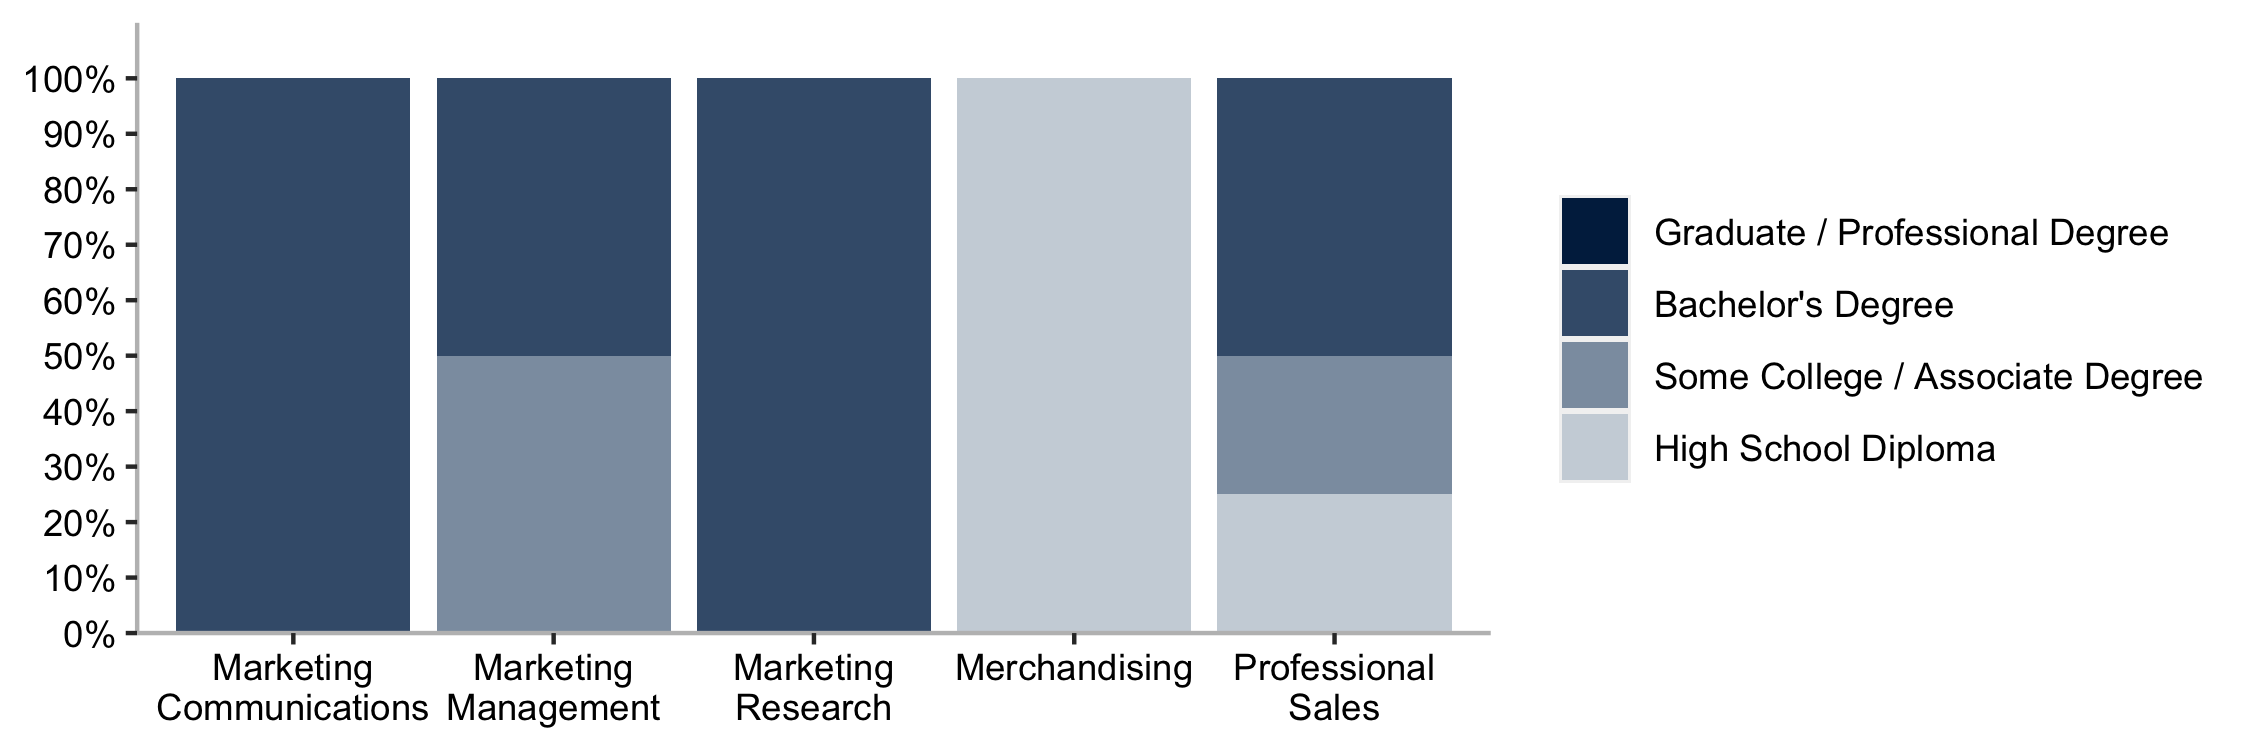 100%
90%
80%
70%
60%
50%
40%
30%
20%
10%
0%
Marketing
Communications
Marketing
Management
Marketing
Research
Merchandising
Professional
Sales
Graduate / Professional Degree
Bachelor's Degree
Some College / Associate Degree
High School Diploma